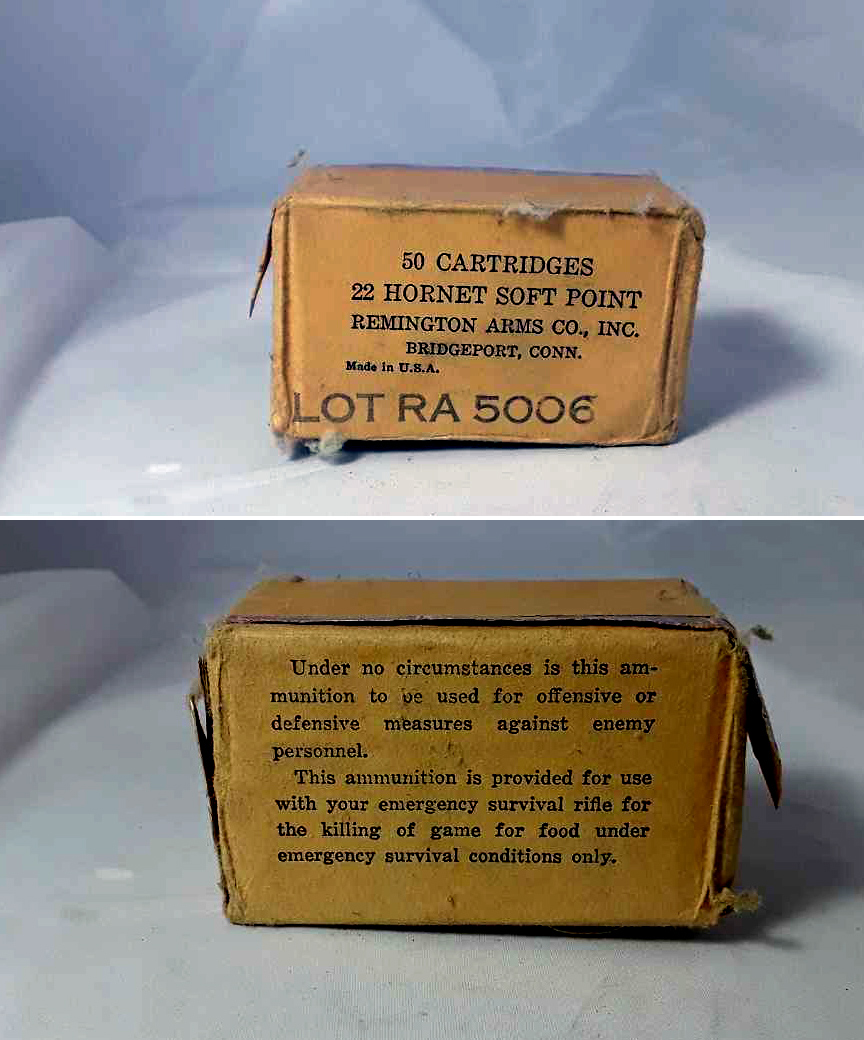 50 CARTRIDGES
22 HORNET SOFT POINT
REMINGTON ARMS CO., INC.
BRIDGEPORT, CONN.
Made in U.S.A.
LOT RA 5006
Under no circumstances is this am-
munition to be used for offensive or
defensive measures against enemy
personnel.
This ammunition is provided for use
with your emergency survival rifle for
the killing of game for food under
emergency survival conditions only.